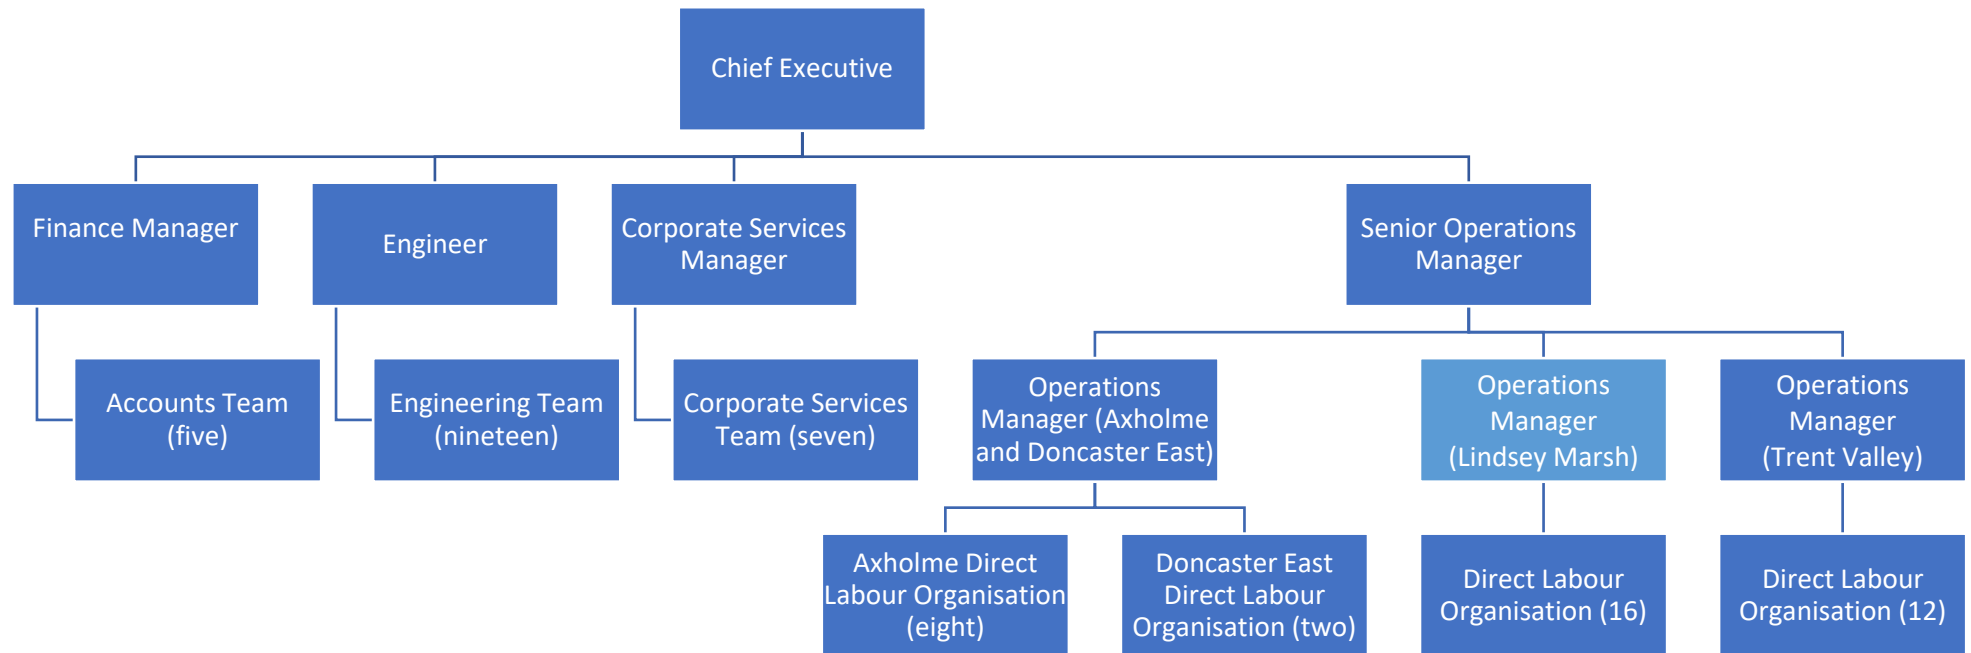 Chief Executive
Finance Manager
Engineer
Corporate Services
Manager
Senior Operations
Manager
Accounts Team
(five)
Engineering Team
(nineteen)
Corporate Services
Team (seven)
Operations
Manager (Axholme
and Doncaster East)
Operations
Manager
(Lindsey Marsh)
Operations
Manager
(Trent Valley)
Axholme Direct
Labour Organisation
(eight)
Doncaster East
Direct Labour
Organisation (two)
Direct Labour
Organisation (16)
Direct Labour
Organisation (12)